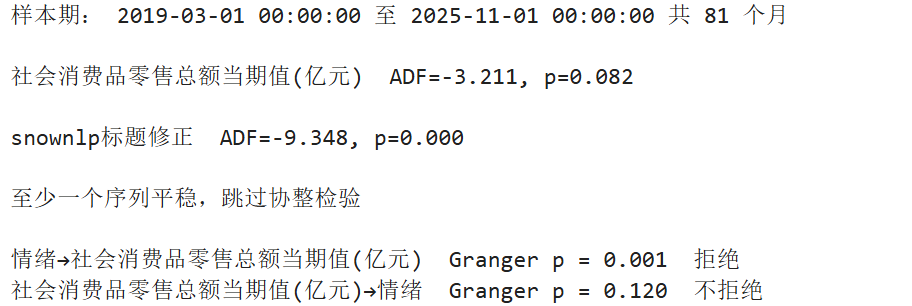 样本期： 2019-03-01 00:00:00 至 2025-11-01 00:00:00 共 81 个月
社会消费品零售总额当期值(亿元)  ADF=-3.211, p=0.082
snownlp标题修正  ADF=-9.348, p=0.000
至少一个序列平稳，跳过协整检验
情绪→社会消费品零售总额当期值(亿元)  Granger p = 0.001  拒绝
社会消费品零售总额当期值(亿元)→情绪  Granger p = 0.120  不拒绝